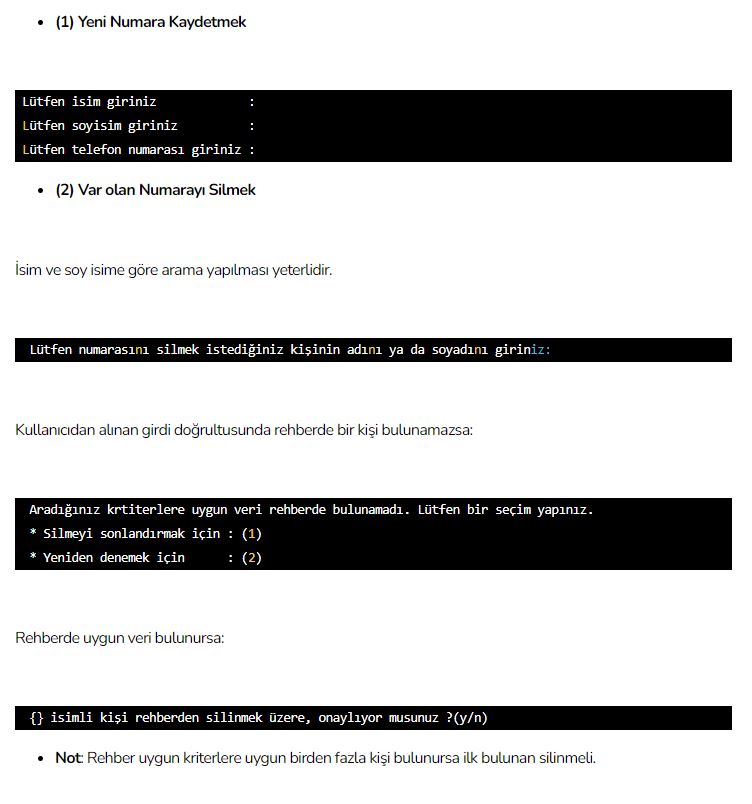 (1) Yeni Numara Kaydetmek
Lütfen isim giriniz             :
Lütfen soyisim giriniz          :
Lütfen telefon numarası giriniz :
(2) Var olan Numarayı Silmek
İsim ve soy isime göre arama yapılması yeterlidir.
Lütfen numarasını silmek istediğiniz kişinin adını ya da soyadını giriniz:
Kullanıcıdan alınan girdi doğrultusunda rehberde bir kişi bulunamazsa:
Aradığınız krtiterlere uygun veri rehberde bulunamadı. Lütfen bir seçim yapınız.
* Silmeyi sonlandırmak için : (1)
* Yeniden denemek için      : (2)
Rehberde uygun veri bulunursa:
{} isimli kişi rehberden silinmek üzere, onaylıyor musunuz ?(y/n)
Not: Rehber uygun kriterlere uygun birden fazla kişi bulunursa ilk bulunan silinmeli.